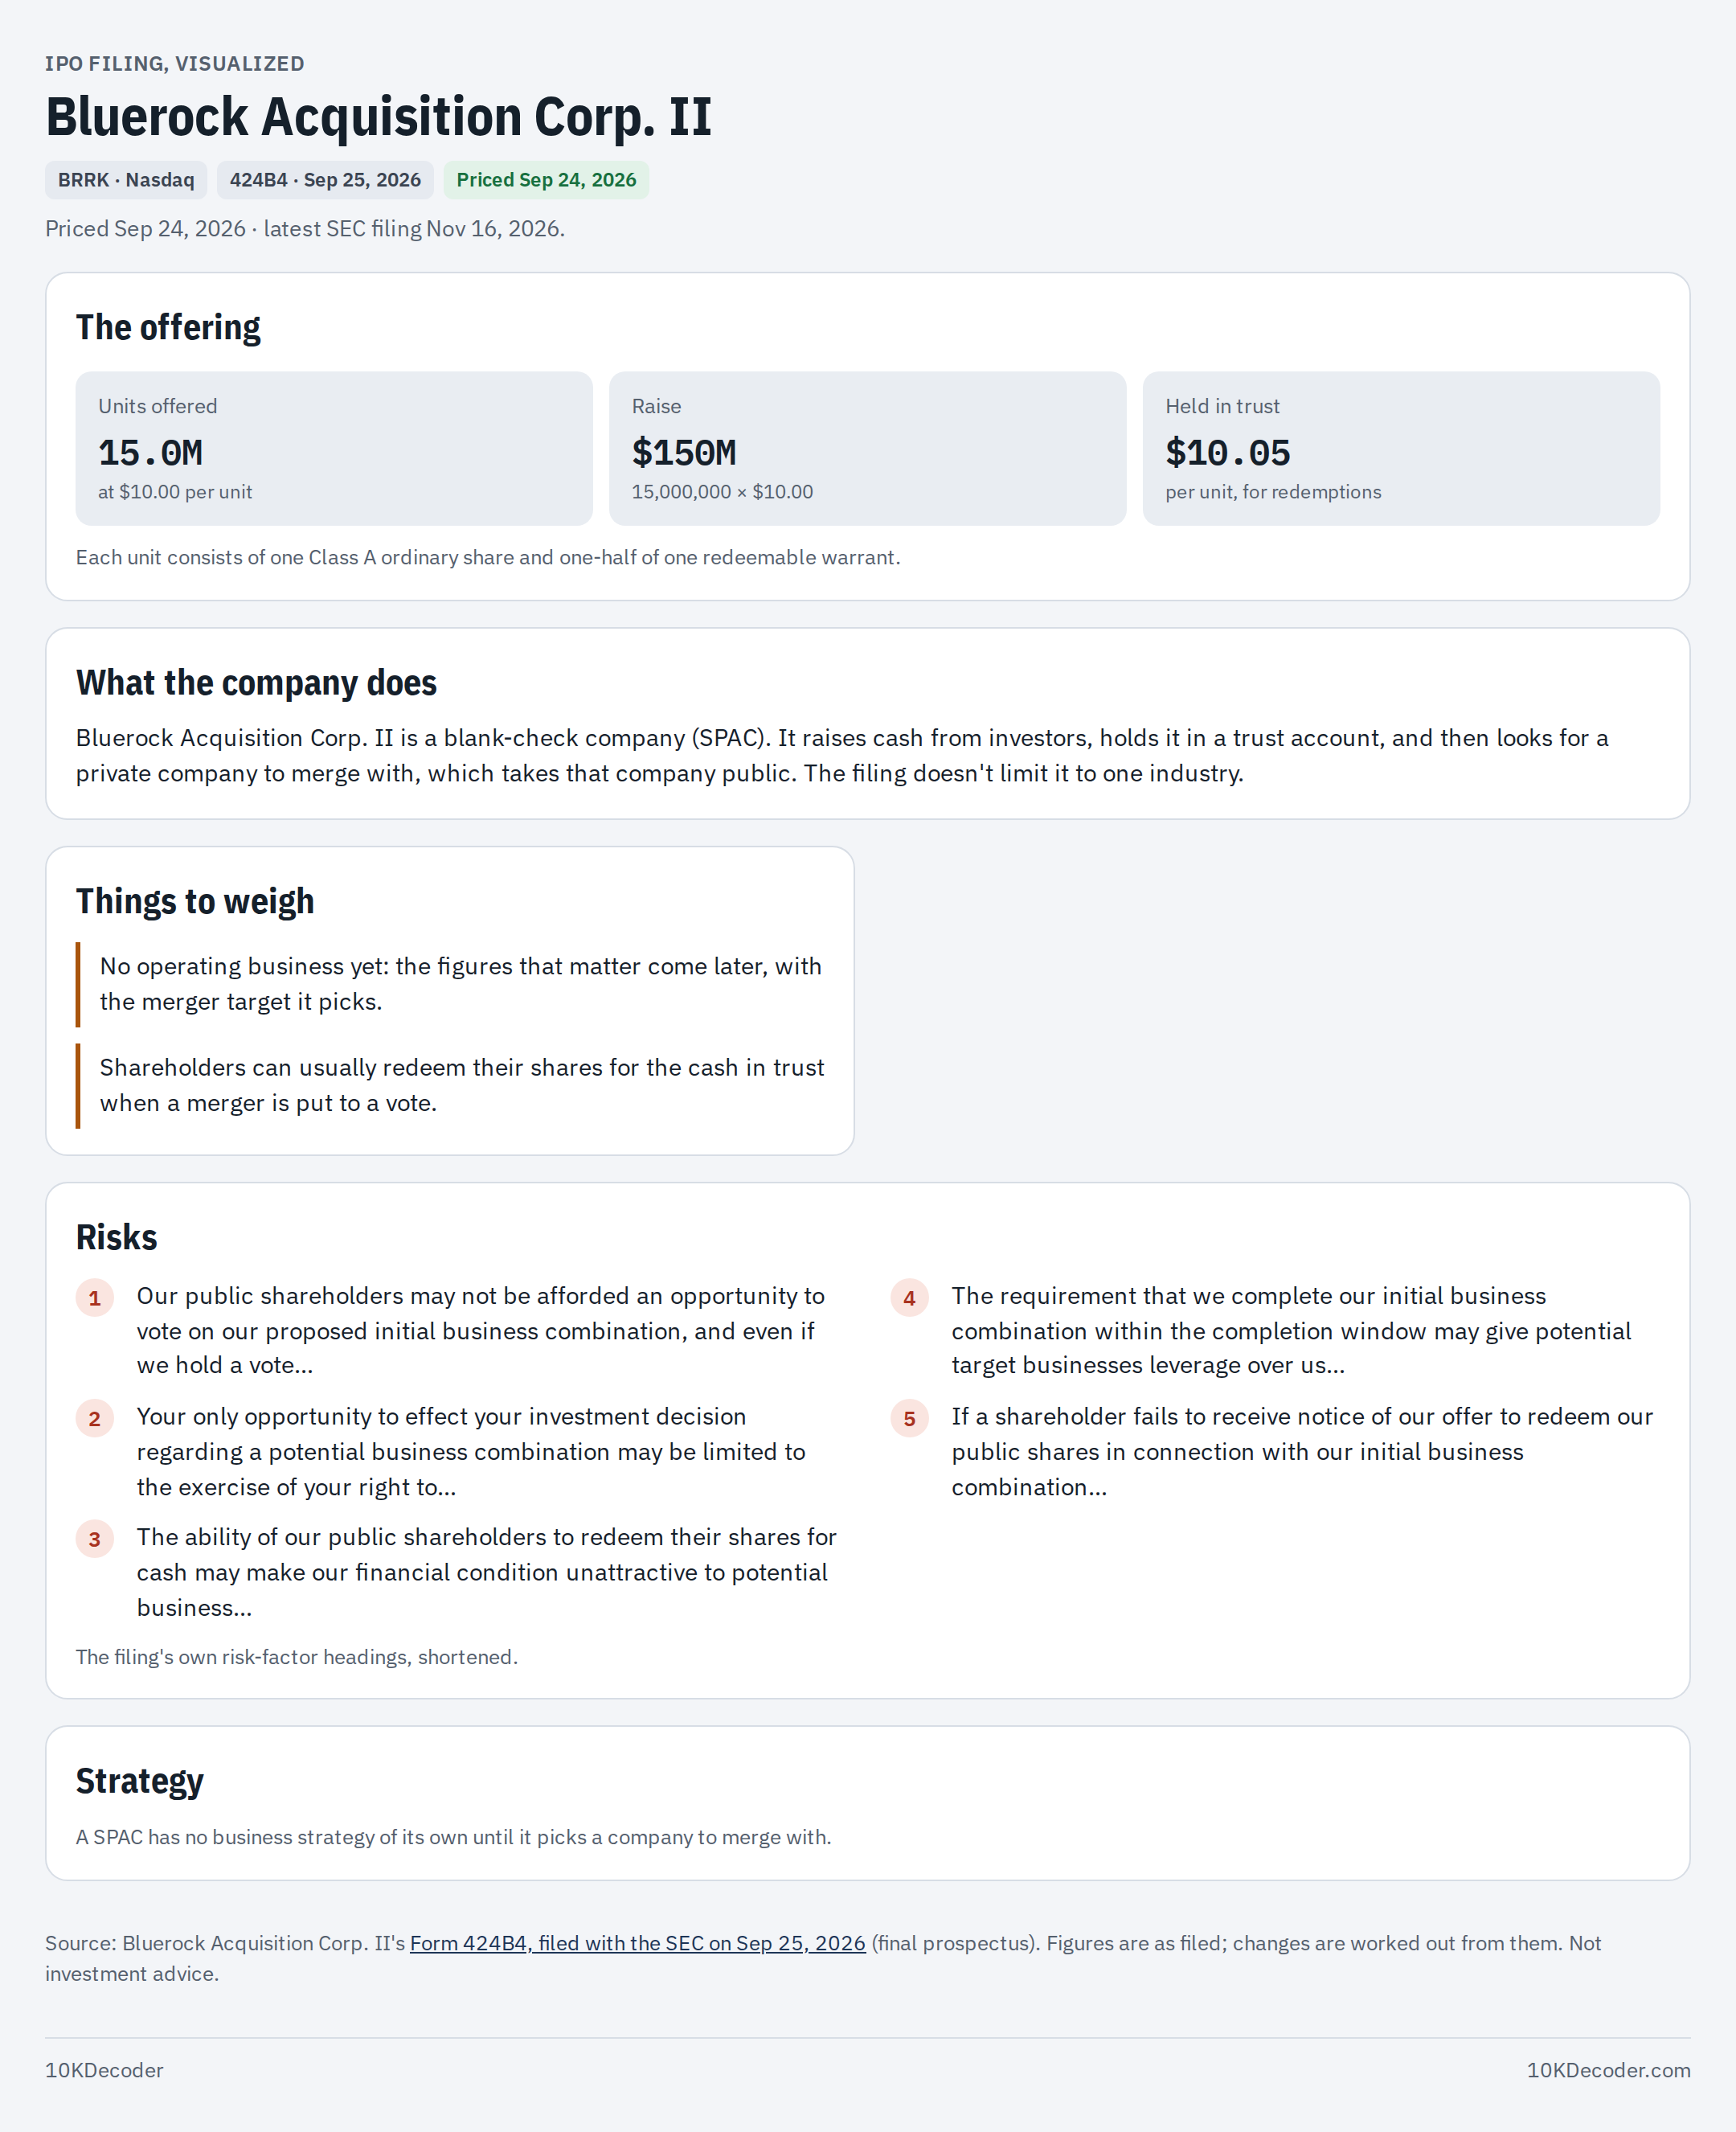 IPO FILING, VISUALIZED
Bluerock Acquisition Corp. II
BRRK · Nasdaq 424B4 · Sep 25, 2026 Priced Sep 24, 2026
Priced Sep 24, 2026 · latest SEC filing Nov 16, 2026.
The offering
Units offered
15.0M
at $10.00 per unit
Raise
$150M
15,000,000 × $10.00
Held in trust
$10.05
per unit, for redemptions
Each unit consists of one Class A ordinary share and one-half of one redeemable warrant.
What the company does
Bluerock Acquisition Corp. II is a blank-check company (SPAC). It raises cash from investors, holds it in a trust account, and then looks for a
private company to merge with, which takes that company public. The filing doesn't limit it to one industry.
Things to weigh
No operating business yet: the figures that matter come later, with
the merger target it picks.
Shareholders can usually redeem their shares for the cash in trust
when a merger is put to a vote.
Risks
1 Our public shareholders may not be afforded an opportunity to
vote on our proposed initial business combination, and even if
we hold a vote...
2 Your only opportunity to effect your investment decision
regarding a potential business combination may be limited to
the exercise of your right to...
3 The ability of our public shareholders to redeem their shares for
cash may make our financial condition unattractive to potential
business...
4 The requirement that we complete our initial business
combination within the completion window may give potential
target businesses leverage over us...
5 If a shareholder fails to receive notice of our offer to redeem our
public shares in connection with our initial business
combination...
The filing's own risk-factor headings, shortened.
Strategy
A SPAC has no business strategy of its own until it picks a company to merge with.
Source: Bluerock Acquisition Corp. II's Form 424B4, filed with the SEC on Sep 25, 2026 (final prospectus). Figures are as filed; changes are worked out from them. Not
investment advice.
10KDecoder
10KDecoder.com